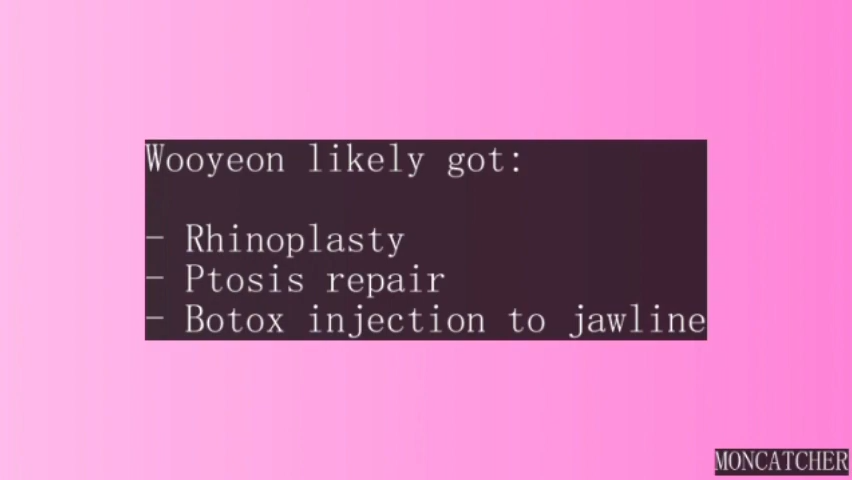 Wooyeon likely got:
- Rhinoplasty
- Ptosis repair
- Botox injection to jawline
MONCATCHER